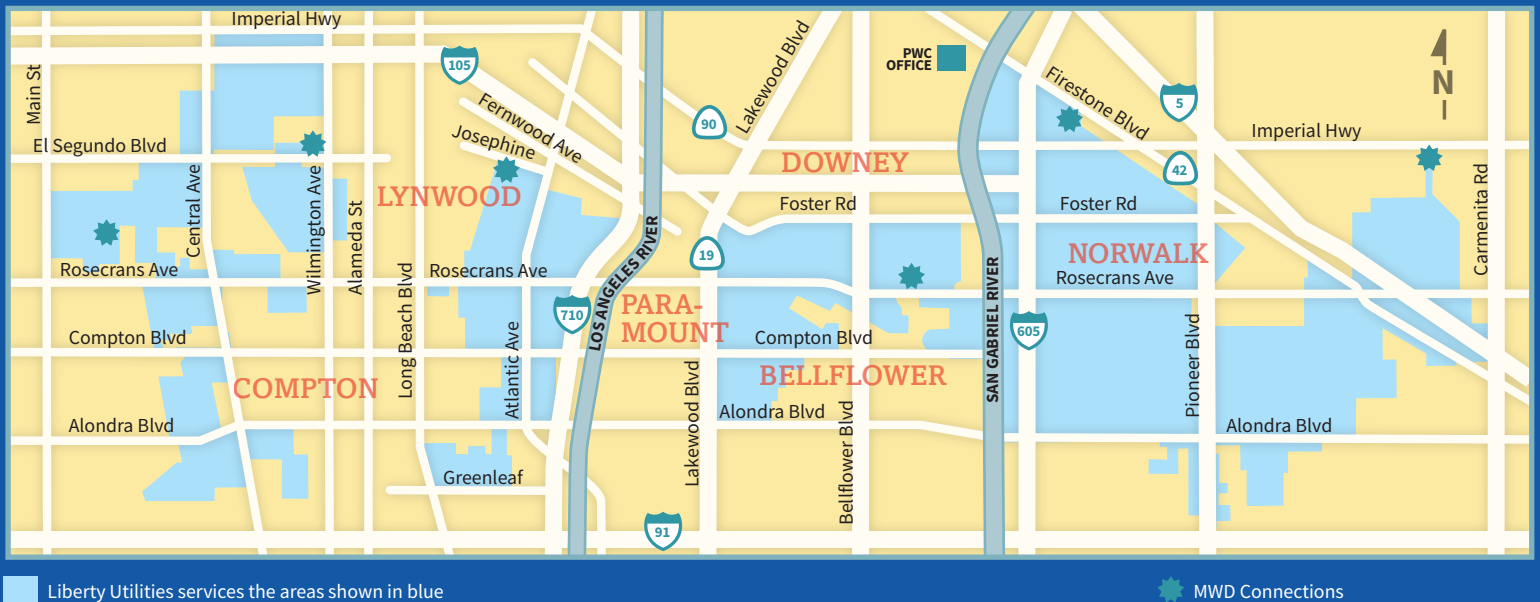 Imperial Hwy
Main St
105
Fernwood Ave
Josephine
90
Lakewood Blvd
PWC
OFFICE
Firestone Blvd
5
Imperial Hwy
N
El Segundo Blvd
Central Ave
Wilmington Ave
Alameda St
LYNWOOD
DOWNEY
42
Carmenita Rd
Foster Rd
Foster Rd
Rosecrans Ave
Rosecrans Ave
19
NORWALK
Rosecrans Ave
Long Beach Blvd
Atlantic Ave
710
LOS ANGELES RIVER
PARA-
MOUNT
SAN GABRIEL RIVER
605
Pioneer Blvd
Compton Blvd
Compton Blvd
COMPTON
BELLFLOWER
Lakewood Blvd
Bellflower Blvd
Alondra Blvd
Alondra Blvd
Alondra Blvd
Greenleaf
91
Liberty Utilities services the areas shown in blue
MWD Connections